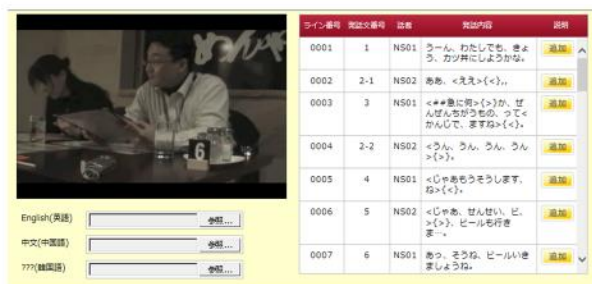 めんや
6
English(英語)
参照...
中文(中国語)
参照...
???(韓国語)
参照...
ライン番号 発話文番号 話者 発話内容 説明
0001 1 NS01 うーん、わたしでも、きょ
う、カツ丼にしようかな。 追加
0002 2-1 NS02 ああ、<ええ>{<},, 追加
0003 3 NS01 <##急に何>{>}か、ぜ
んぜんちがうもの、って<
かんじで、ますね>{<}。 追加
0004 2-2 NS02 <うん、うん、うん、うん
>{>}。 追加
0005 4 NS01 <じゃあもうそうします、
ね>{<}。 追加
0006 5 NS02 <じゃあ、せんせい、ビ、
>{>}、ビールも行き
ま…。 追加
0007 6 NS01 あっ、そうね、ビールいき
ましょうね。 追加